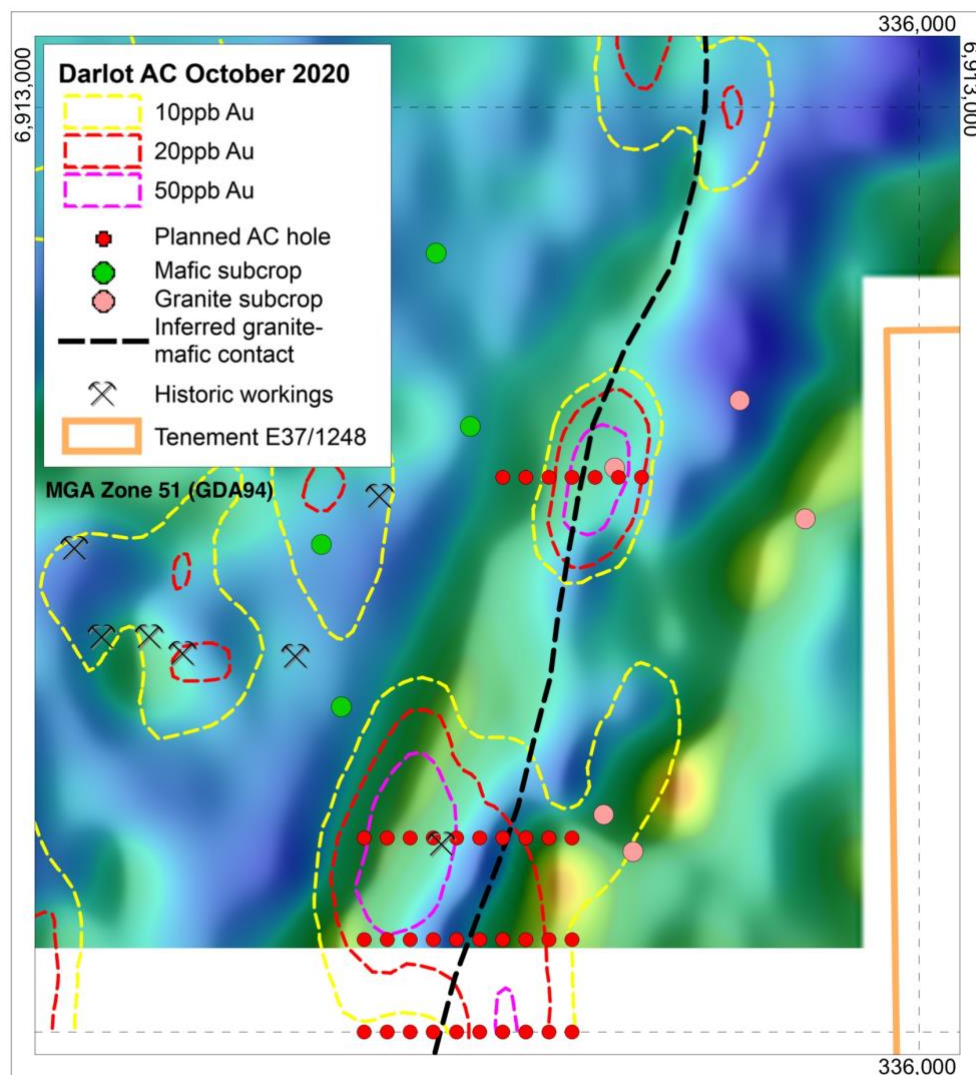 336,000
6,913,000
6,913,000
Darlot AC October 2020
10ppb Au
20ppb Au
50ppb Au
Planned AC hole
Mafic subcrop
Granite subcrop
Inferred granite-
mafic contact
Historic workings
Tenement E37/1248
MGA Zone 51 (GDA94)
336,000